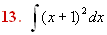 13. ∫(x + 1)² dx